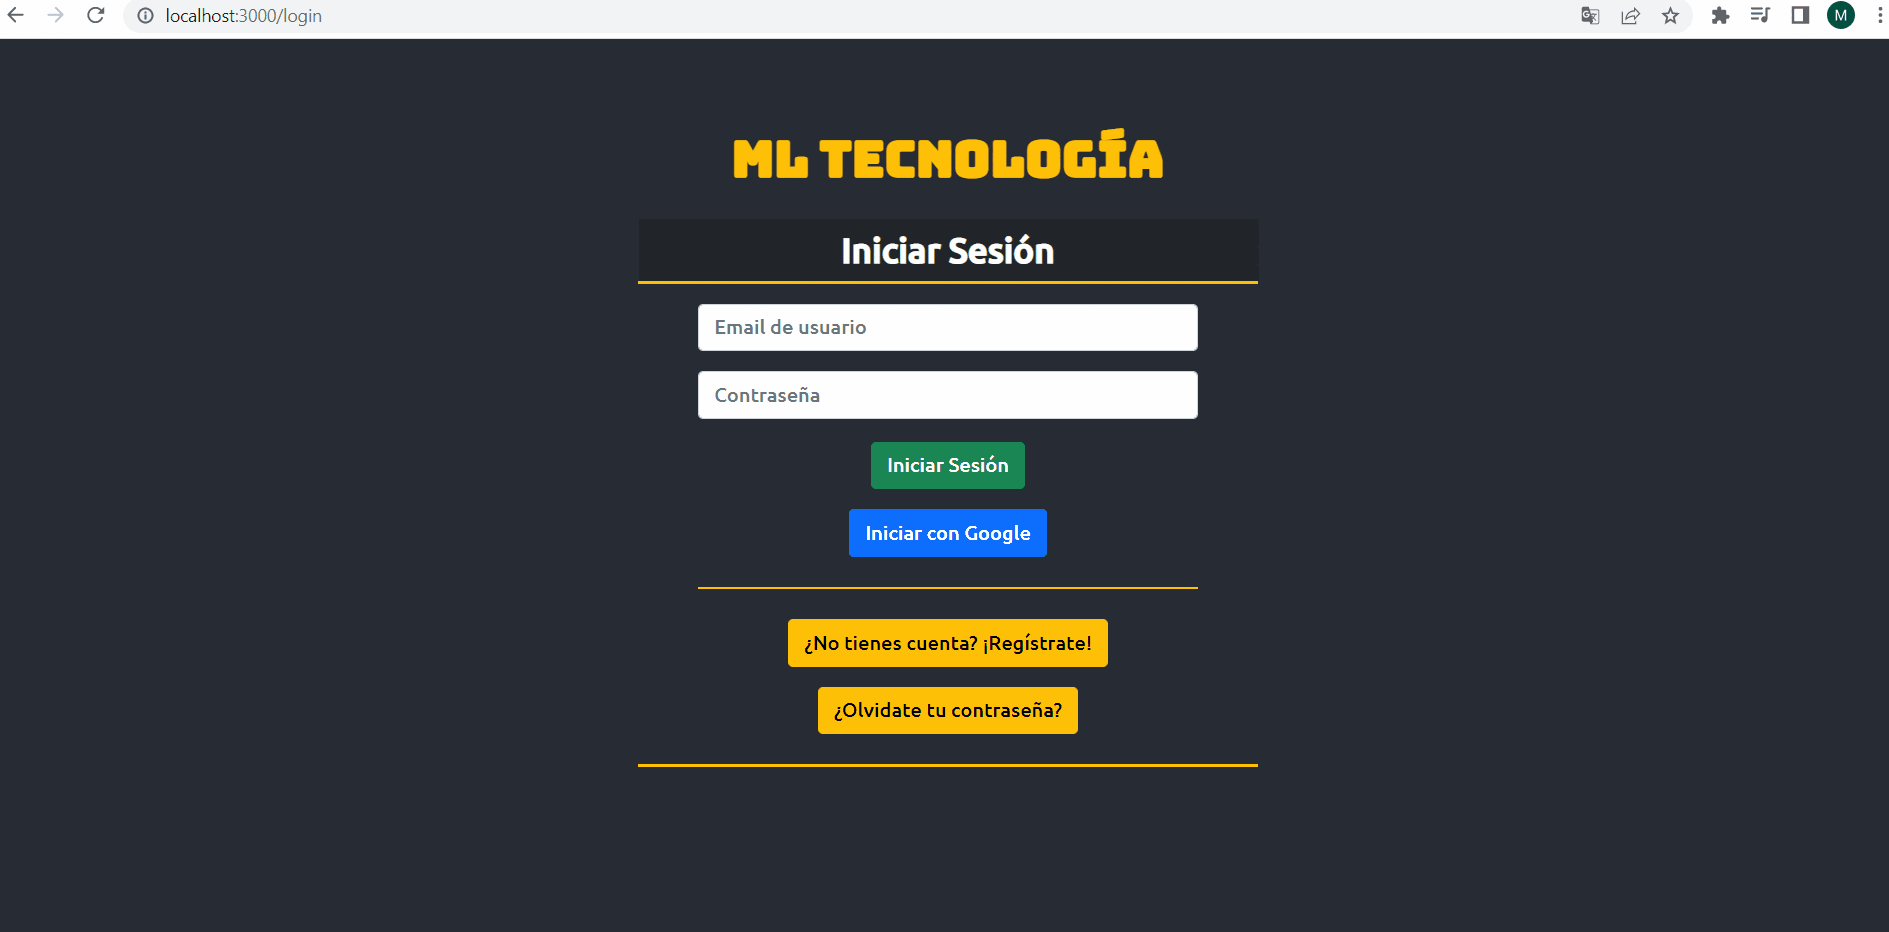 localhost:3000/login
M
ML TECNOLOGÍA
Iniciar Sesión
Email de usuario
Contraseña
Iniciar Sesión
Iniciar con Google
¿No tienes cuenta? ¡Regístrate!
¿Olvidate tu contraseña?